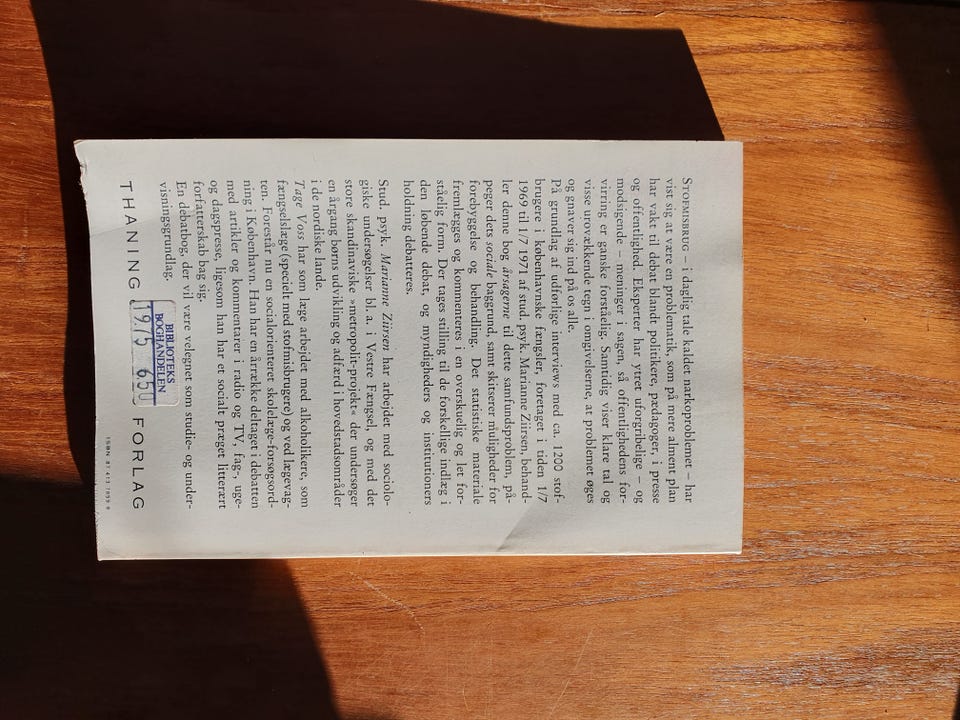 STOFMISBRUG – i daglig tale kaldet narkoproblemet – har
vist sig at være en problematik, som på mere alment plan
har vakt til debat blandt politikere, pædagoger, i presse
og offentlighed. Eksperter har ytret uforgribelige – og
modsigende – meninger i sagen, så offentlighedens for-
virring er ganske forståelig. Samtidig viser klare tal og
visse urovækkende tegn i omgivelserne, at problemet øges
og gnaver sig ind på os alle.
På grundlag af udførlige interviews med ca. 1200 stof-
brugere i københavnske fængsler, foretaget i tiden 1/7
1969 til 1/7 1971 af stud. psyk. Marianne Ziirsen, behand-
ler denne bog årsagerne til dette samfundsproblem, på-
peger dets sociale baggrund, samt skitserer muligheder for
forebyggelse og behandling. Det statistiske materiale
fremlægges og kommenteres i en overskuelig og let for-
ståelig form. Der tages stilling til de forskellige indlæg i
den løbende debat, og myndigheders og institutioners
holdning debatteres.
Stud. psyk. Marianne Ziirsen har arbejdet med sociolo-
giske undersøgelser bl. a. i Vestre Fængsel, og med det
store skandinaviske »metropolit-projekt« der undersøger
en årgang børns udvikling og adfærd i hovedstadsområder
i de nordiske lande.
Tage Voss har som læge arbejdet med alkoholikere, som
fængselslæge (specielt med stofmisbrugere) og ved lægevag-
ten. Forestår nu en socialorienteret skolelæge-forsøgsord-
ning i København. Han har en årrække deltaget i debatten
med artikler og kommentarer i radio og TV, fag-, uge-
og dagspresse, ligesom han har et socialt præget litterært
forfatterskab bag sig.
En debatbog, der vil være velegnet som studie- og under-
visningsgrundlag.
BIBLIOTEKS
BOGHANDELEN
19.75 650
THANING FORLAG